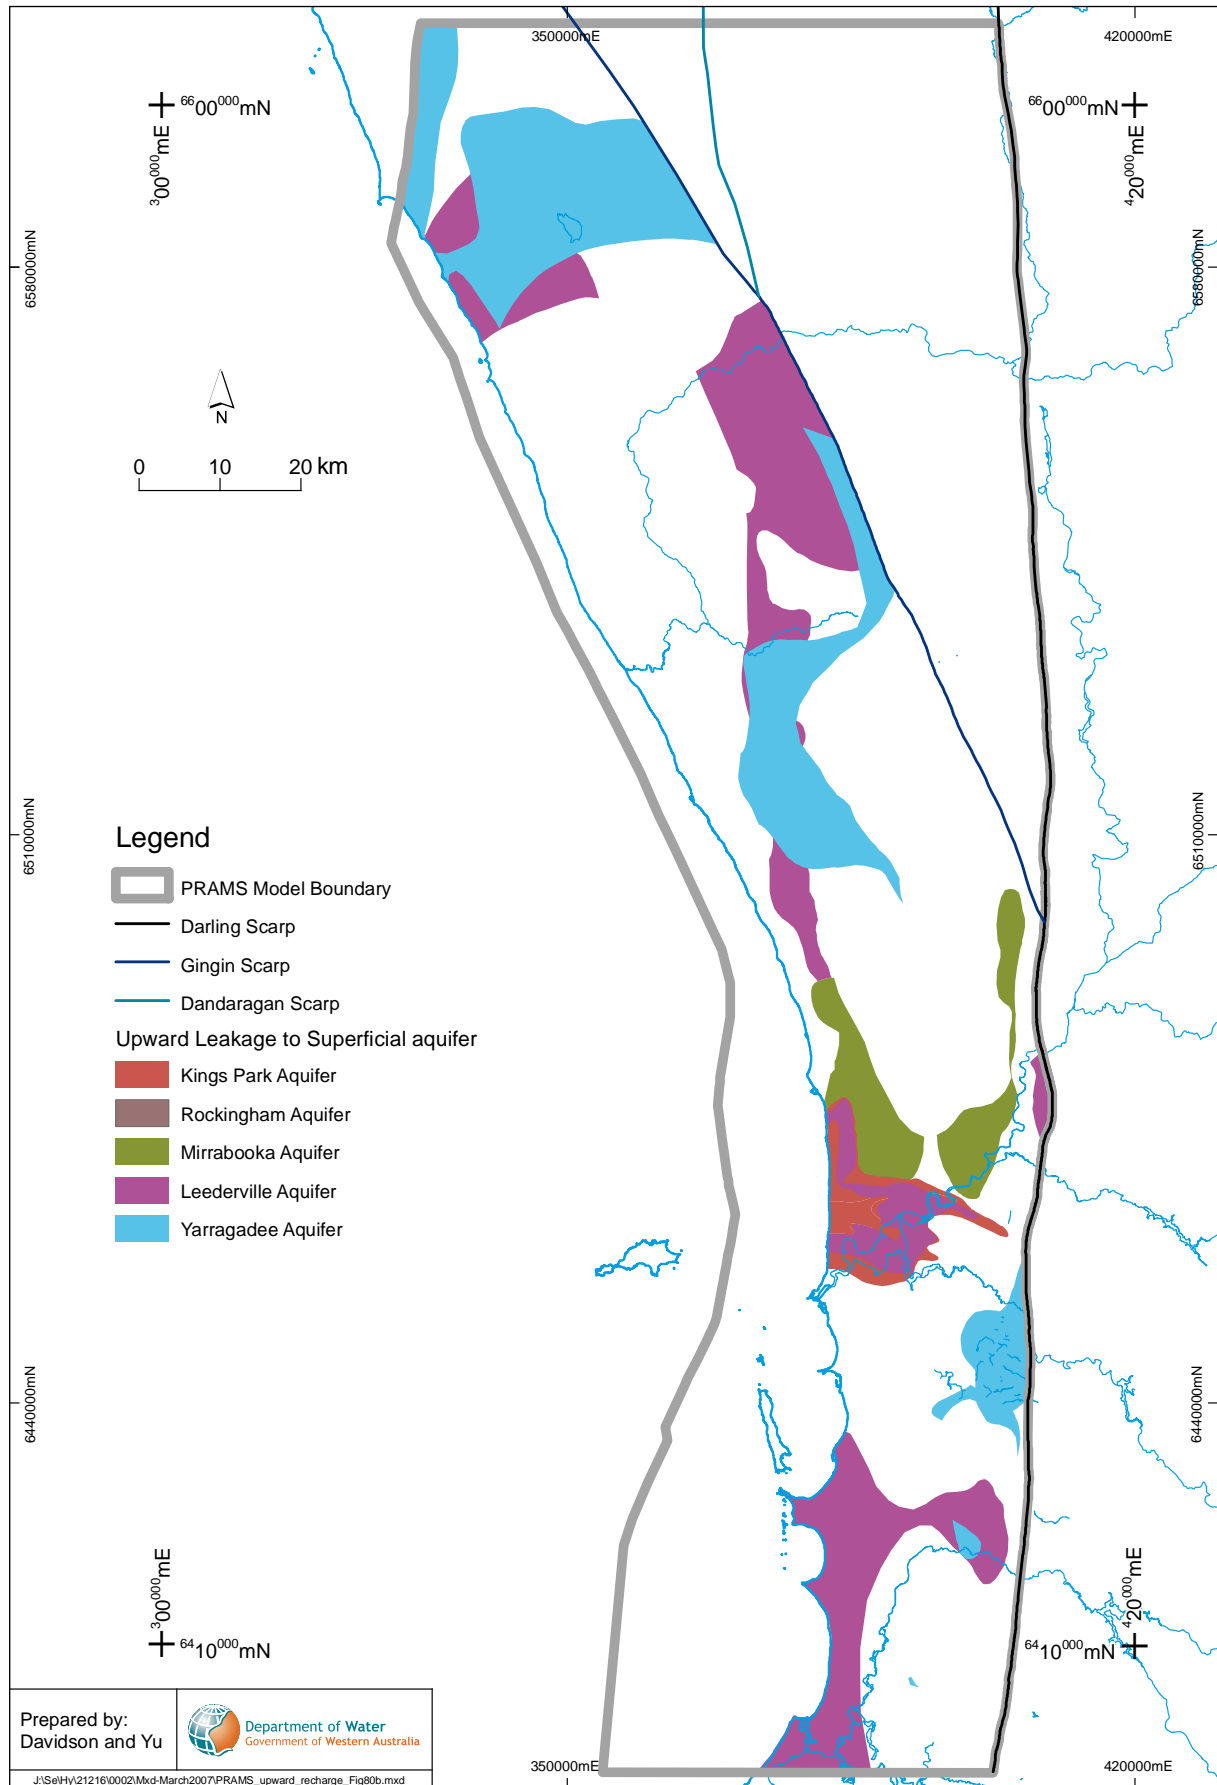 350000mE
420000mE
6600000mN
6600000mN
300000mE
420000mE
6580000mN
6580000mN
N
0 10 20 km
6510000mN
6510000mN
Legend
PRAMS Model Boundary
Darling Scarp
Gingin Scarp
Dandaragan Scarp
Upward Leakage to Superficial aquifer
Kings Park Aquifer
Rockingham Aquifer
Mirrabooka Aquifer
Leederville Aquifer
Yarragadee Aquifer
6440000mN
6440000mN
300000mE
420000mE
6410000mN
6410000mN
Prepared by:
Davidson and Yu
Department of Water
Government of Western Australia
350000mE
420000mE
J:\Se\Hy\21216\0002\Mxd-March2007\PRAMS_upward_recharge_Fig80b.mxd